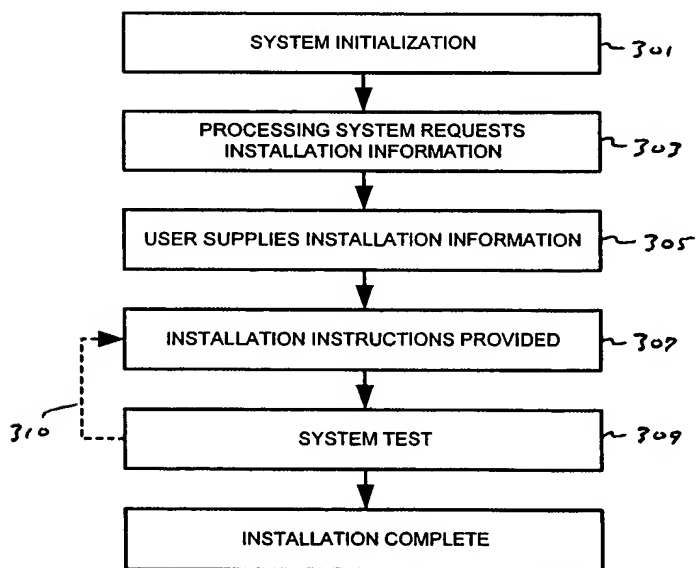 SYSTEM INITIALIZATION
301
PROCESSING SYSTEM REQUESTS
INSTALLATION INFORMATION
303
USER SUPPLIES INSTALLATION INFORMATION
305
INSTALLATION INSTRUCTIONS PROVIDED
307
310
SYSTEM TEST
309
INSTALLATION COMPLETE